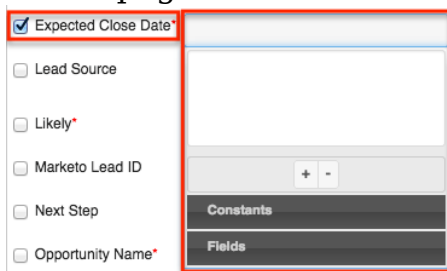 Expected Close Date*
Lead Source
Likely*
Marketo Lead ID
+ -
Next Step
Constants
Opportunity Name*
Fields